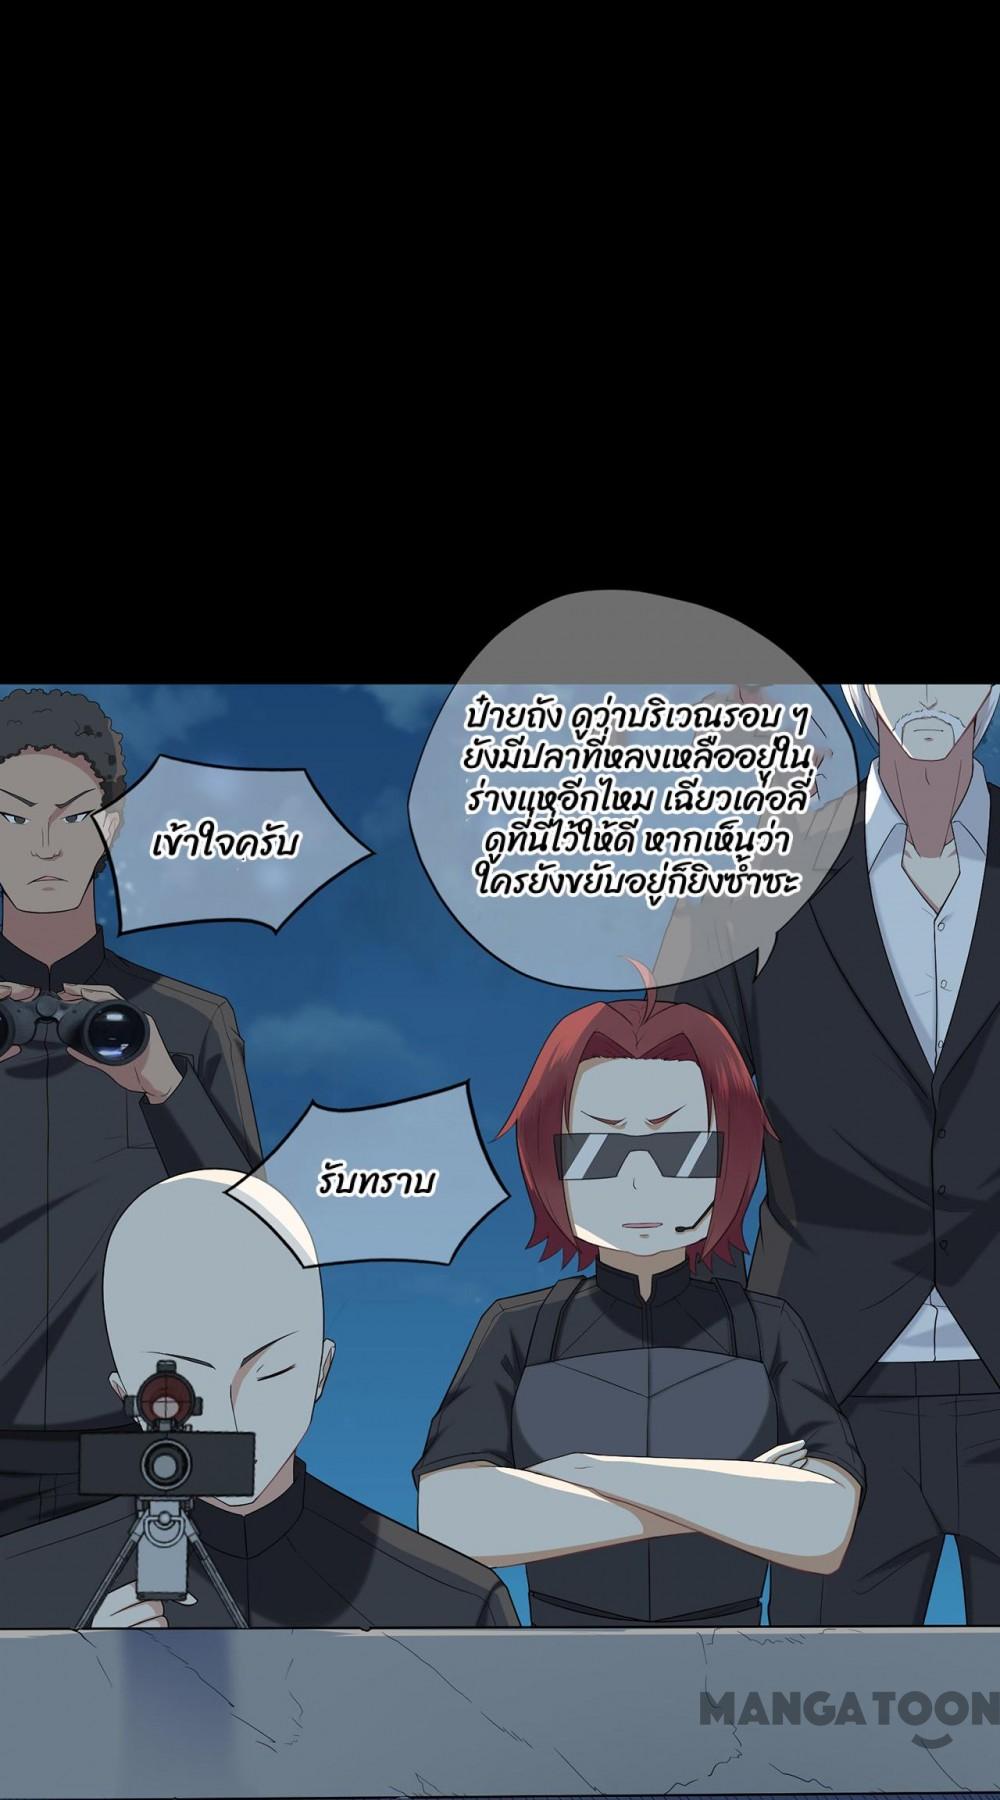 ป๋ายถัง ดูว่าบริเวณรอบ ๆ
ยังมีปลาที่หลงเหลืออยู่ใน
ร่างแหอีกไหม เฉียวเค่อลี่
ดูที่นี่ไว้ให้ดี หากเห็นว่า
ใครยังขยับอยู่ก็ยิงซ้ำซะ
เข้าใจครับ
รับทราบ
MANGATOON